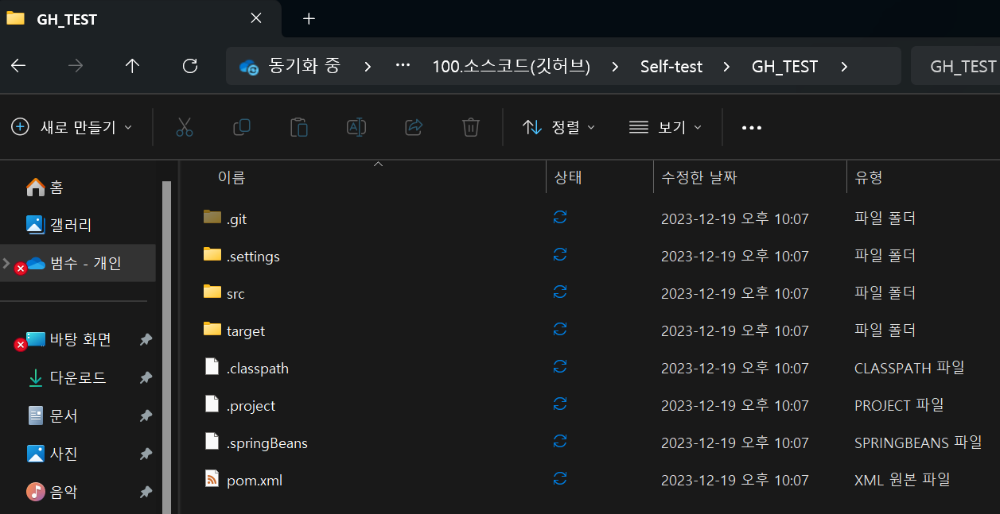 GH_TEST
동기화 중 > ··· 100.소스코드(깃허브) > Self-test > GH_TEST > GH_TEST
새로 만들기 정렬 보기 ···
이름 상태 수정한 날짜 유형
홈
갤러리
범수 - 개인
바탕 화면
다운로드
문서
사진
음악
.git 2023-12-19 오후 10:07 파일 폴더
.settings 2023-12-19 오후 10:07 파일 폴더
src 2023-12-19 오후 10:07 파일 폴더
target 2023-12-19 오후 10:07 파일 폴더
.classpath 2023-12-19 오후 10:07 CLASSPATH 파일
.project 2023-12-19 오후 10:07 PROJECT 파일
.springBeans 2023-12-19 오후 10:07 SPRINGBEANS 파일
pom.xml 2023-12-19 오후 10:07 XML 원본 파일